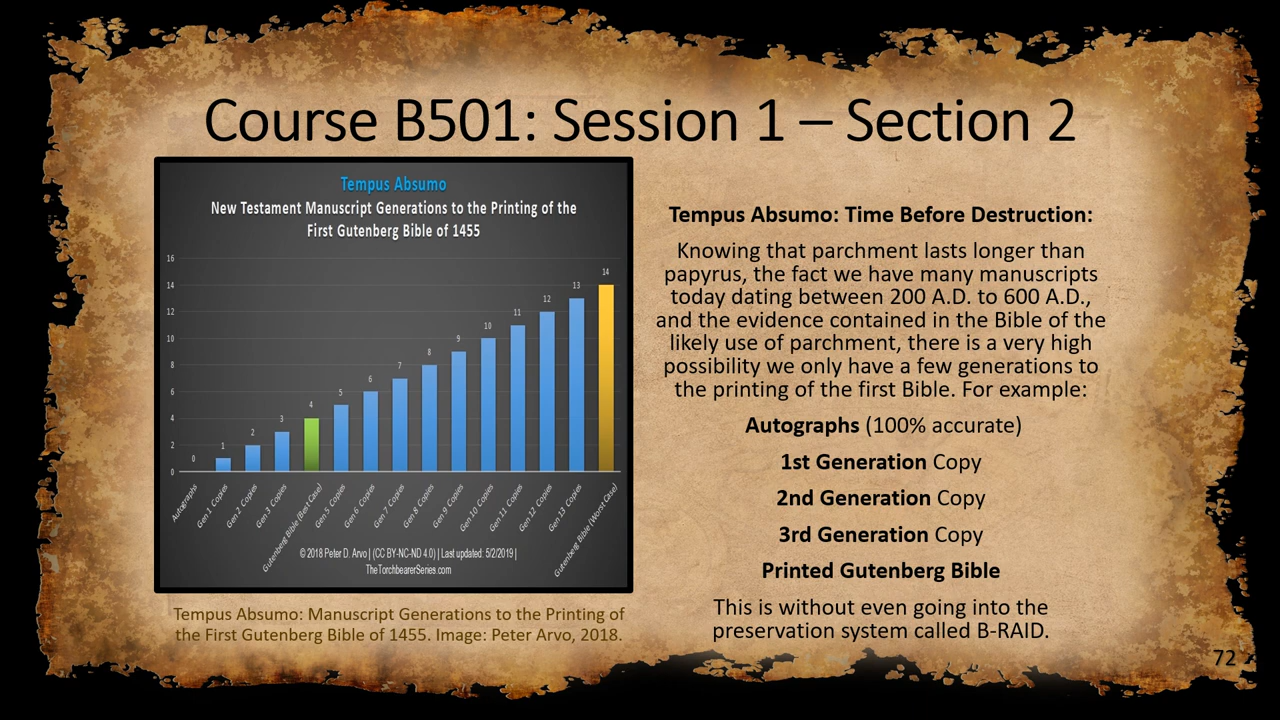 Course B501: Session 1 – Section 2
Tempus Absumo
New Testament Manuscript Generations to the Printing of the
First Gutenberg Bible of 1455
16
14
12
10
8
6
4
2
0
0
1
2
3
4
5
6
7
8
9
10
11
12
13
14
Autographs
Gen 1 Copies
Gen 2 Copies
Gen 3 Copies
Gutenberg Bible (Best Case)
Gen 5 Copies
Gen 6 Copies
Gen 7 Copies
Gen 8 Copies
Gen 9 Copies
Gen 10 Copies
Gen 11 Copies
Gen 12 Copies
Gen 13 Copies
Gutenberg Bible (Worst Case)
© 2018 Peter D. Arvo | (CC BY-NC-ND 4.0) | Last updated: 5/2/2019 |
TheTorchbearerSeries.com
Tempus Absumo: Manuscript Generations to the Printing of
the First Gutenberg Bible of 1455. Image: Peter Arvo, 2018.
Tempus Absumo: Time Before Destruction:
Knowing that parchment lasts longer than
papyrus, the fact we have many manuscripts
today dating between 200 A.D. to 600 A.D.,
and the evidence contained in the Bible of the
likely use of parchment, there is a very high
possibility we only have a few generations to
the printing of the first Bible. For example:
Autographs (100% accurate)
1st Generation Copy
2nd Generation Copy
3rd Generation Copy
Printed Gutenberg Bible
This is without even going into the
preservation system called B-RAID.
72